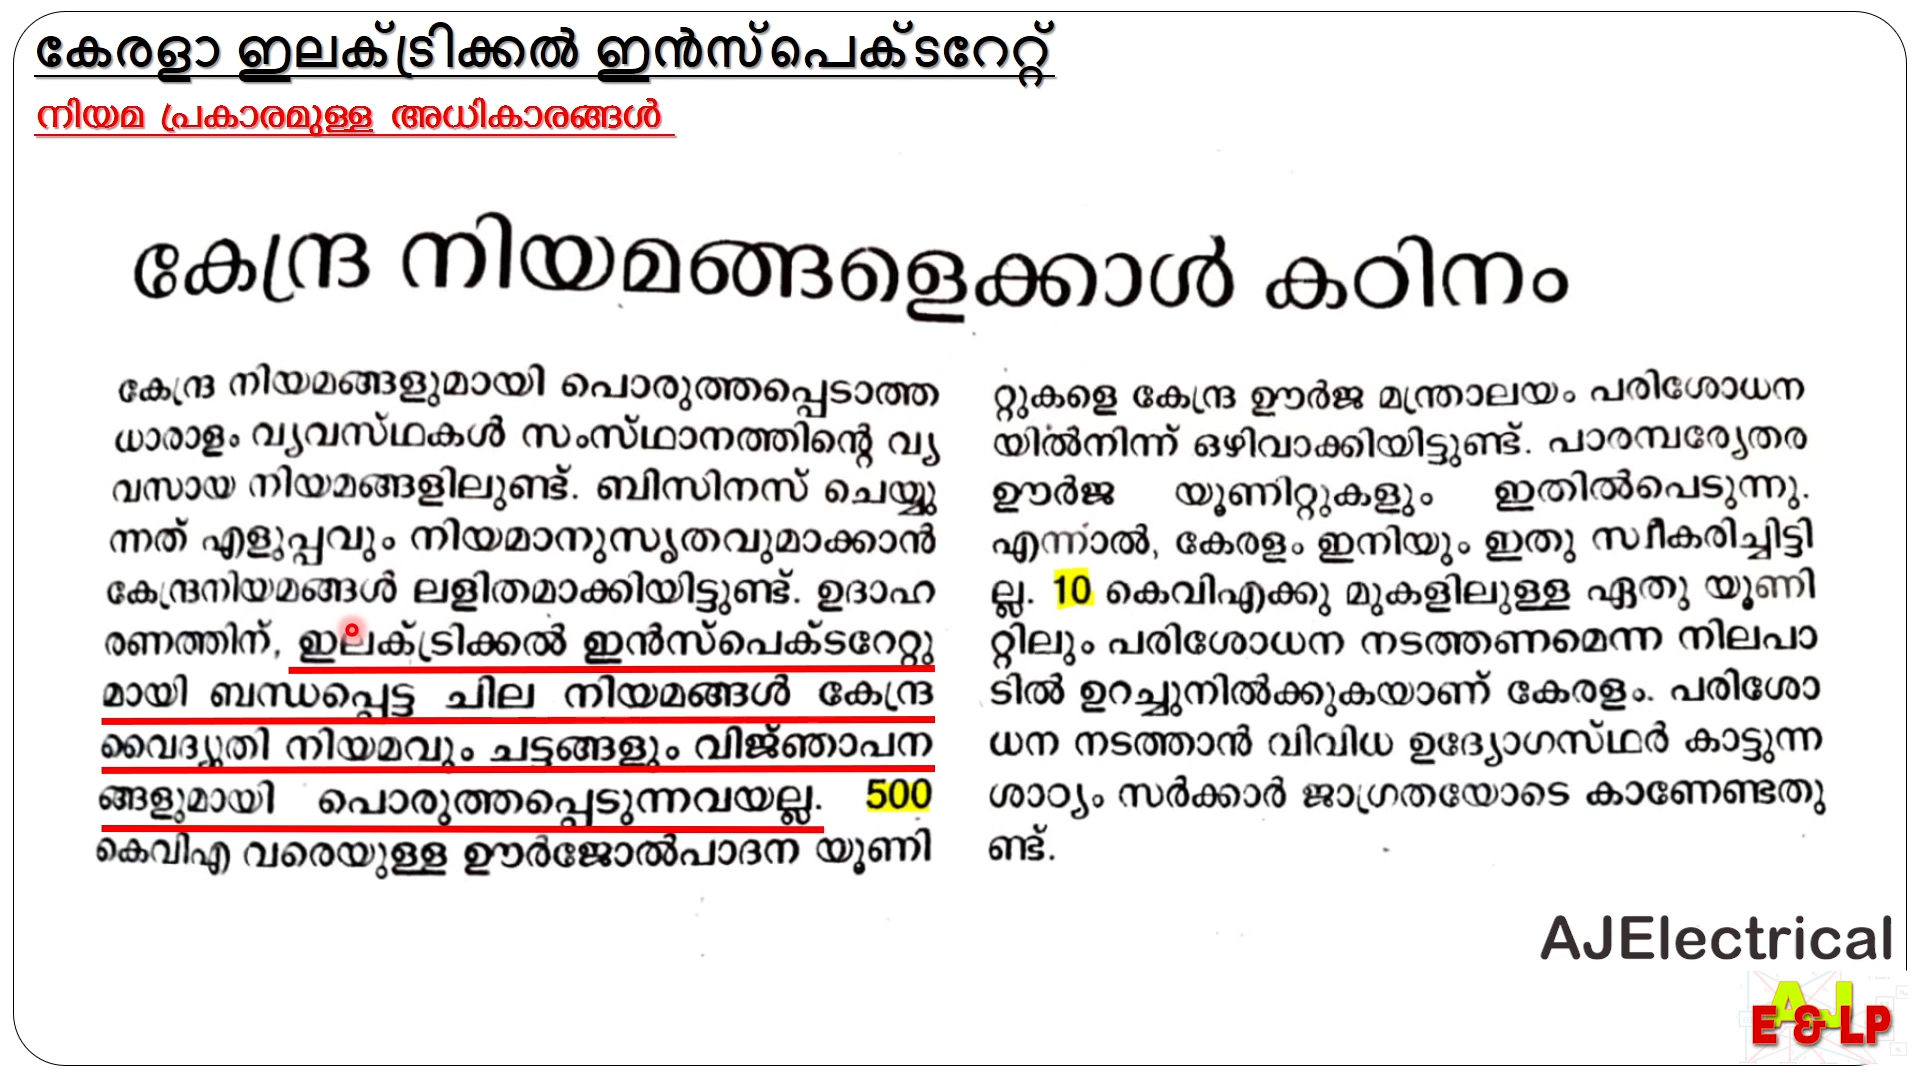 കേരളാ ഇലക്ട്രിക്കൽ ഇൻസ്പെക്ടറേറ്റ്
നിയമ പ്രകാരമുള്ള അധികാരങ്ങൾ
കേന്ദ്ര നിയമങ്ങളെക്കാൾ കഠിനം
കേന്ദ്ര നിയമങ്ങളുമായി പൊരുത്തപ്പെടാത്ത
ധാരാളം വ്യവസ്ഥകൾ സംസ്ഥാനത്തിന്റെ വ്യ
വസായ നിയമങ്ങളിലുണ്ട്. ബിസിനസ് ചെയ്യു
ന്നത് എളുപ്പവും നിയമാനുസൃതവുമാക്കാൻ
കേന്ദ്രനിയമങ്ങൾ ലളിതമാക്കിയിട്ടുണ്ട്. ഉദാഹ
രണത്തിന്, ഇലക്ട്രിക്കൽ ഇൻസ്പെക്ടറേറ്റു
മായി ബന്ധപ്പെട്ട ചില നിയമങ്ങൾ കേന്ദ്ര
വൈദ്യുതി നിയമവും ചട്ടങ്ങളും വിജ്ഞാപന
ങ്ങളുമായി പൊരുത്തപ്പെടുന്നവയല്ല. 500
കെവിഎ വരെയുള്ള ഊർജോൽപാദന യൂണി
റ്റുകളെ കേന്ദ്ര ഊർജ മന്ത്രാലയം പരിശോധന
യിൽനിന്ന് ഒഴിവാക്കിയിട്ടുണ്ട്. പാരമ്പര്യേതര
ഊർജ യൂണിറ്റുകളും ഇതിൽപെടുന്നു.
എന്നാൽ, കേരളം ഇനിയും ഇതു സ്വീകരിച്ചിട്ടി
ല്ല. 10 കെവിഎക്കു മുകളിലുള്ള ഏതു യൂണി
റ്റിലും പരിശോധന നടത്തണമെന്ന നിലപാ
ടിൽ ഉറച്ചുനിൽക്കുകയാണ് കേരളം. പരിശോ
ധന നടത്താൻ വിവിധ ഉദ്യോഗസ്ഥർ കാട്ടുന്ന
ശാഠ്യം സർക്കാർ ജാഗ്രതയോടെ കാണേണ്ടതു
ണ്ട്.
AJElectrical
AJ
E & LP